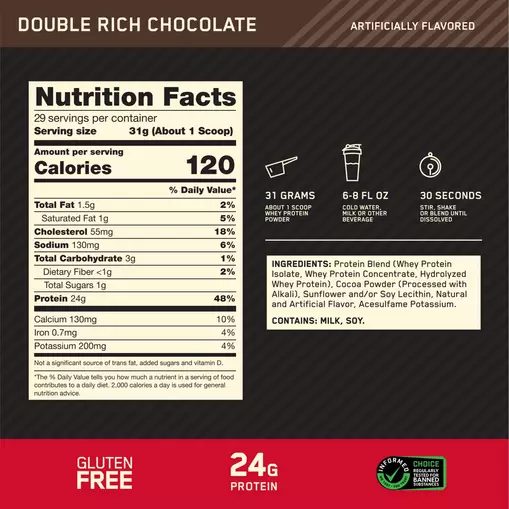 DOUBLE RICH CHOCOLATE
ARTIFICIALLY FLAVORED
Nutrition Facts
29 servings per container
Serving size 31g (About 1 Scoop)
Amount per serving
Calories 120
% Daily Value*
Total Fat 1.5g 2%
Saturated Fat 1g 5%
Cholesterol 55mg 18%
Sodium 130mg 6%
Total Carbohydrate 3g 1%
Dietary Fiber <1g 2%
Total Sugars 1g
Protein 24g 48%
Calcium 130mg 10%
Iron 0.7mg 4%
Potassium 200mg 4%
Not a significant source of trans fat, added sugars and vitamin D.
*The % Daily Value tells you how much a nutrient in a serving of food
contributes to a daily diet. 2,000 calories a day is used for general
nutrition advice.
31 GRAMS
ABOUT 1 SCOOP
WHEY PROTEIN
POWDER
6-8 FL OZ
COLD WATER,
MILK OR OTHER
BEVERAGE
30 SECONDS
STIR, SHAKE
OR BLEND UNTIL
DISSOLVED
INGREDIENTS: Protein Blend (Whey Protein
Isolate, Whey Protein Concentrate, Hydrolyzed
Whey Protein), Cocoa Powder (Processed with
Alkali), Sunflower and/or Soy Lecithin, Natural
and Artificial Flavor, Acesulfame Potassium.
CONTAINS: MILK, SOY.
GLUTEN
FREE
24G
PROTEIN
INFORMED
CHOICE
REGULARLY
TESTED FOR
BANNED
SUBSTANCES